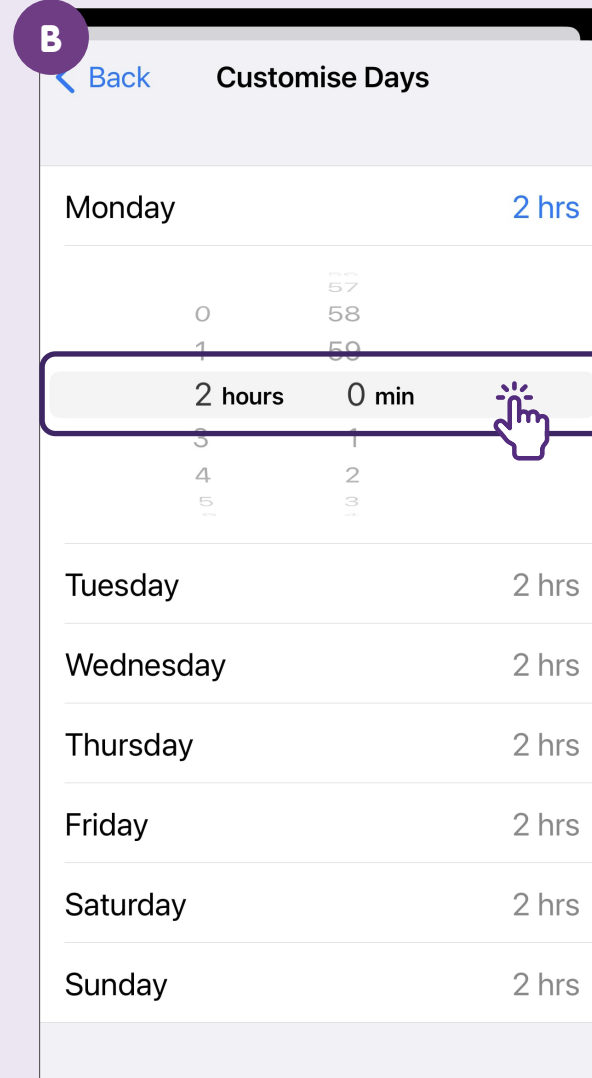 B
Back Customise Days
Monday 2 hrs
57
0 58
1 59
2 hours 0 min
3 1
4 2
5 3
Tuesday 2 hrs
Wednesday 2 hrs
Thursday 2 hrs
Friday 2 hrs
Saturday 2 hrs
Sunday 2 hrs